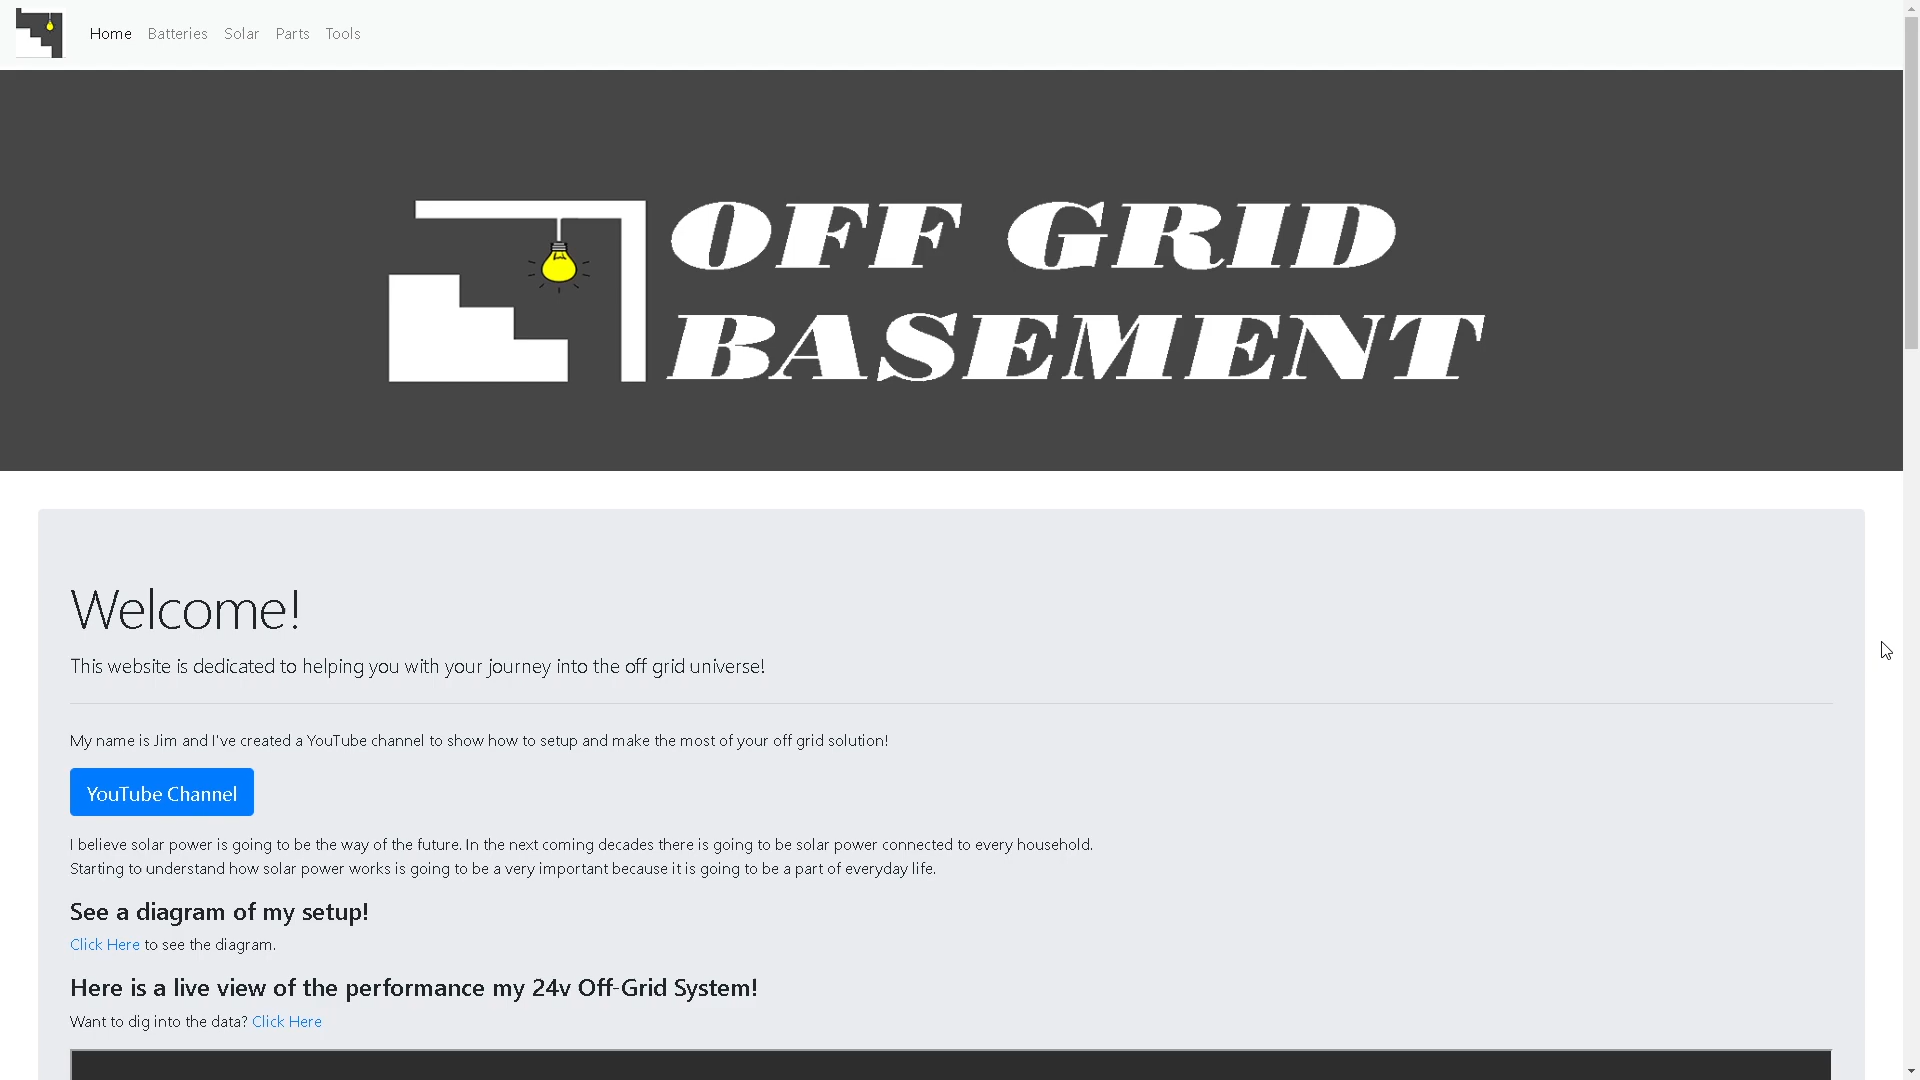 Home Batteries Solar Parts Tools
OFF GRID
BASEMENT
Welcome!
This website is dedicated to helping you with your journey into the off grid universe!
My name is Jim and I've created a YouTube channel to show how to setup and make the most of your off grid solution!
YouTube Channel
I believe solar power is going to be the way of the future. In the next coming decades there is going to be solar power connected to every household.
Starting to understand how solar power works is going to be a very important because it is going to be a part of everyday life.
See a diagram of my setup!
Click Here to see the diagram.
Here is a live view of the performance my 24v Off-Grid System!
Want to dig into the data? Click Here